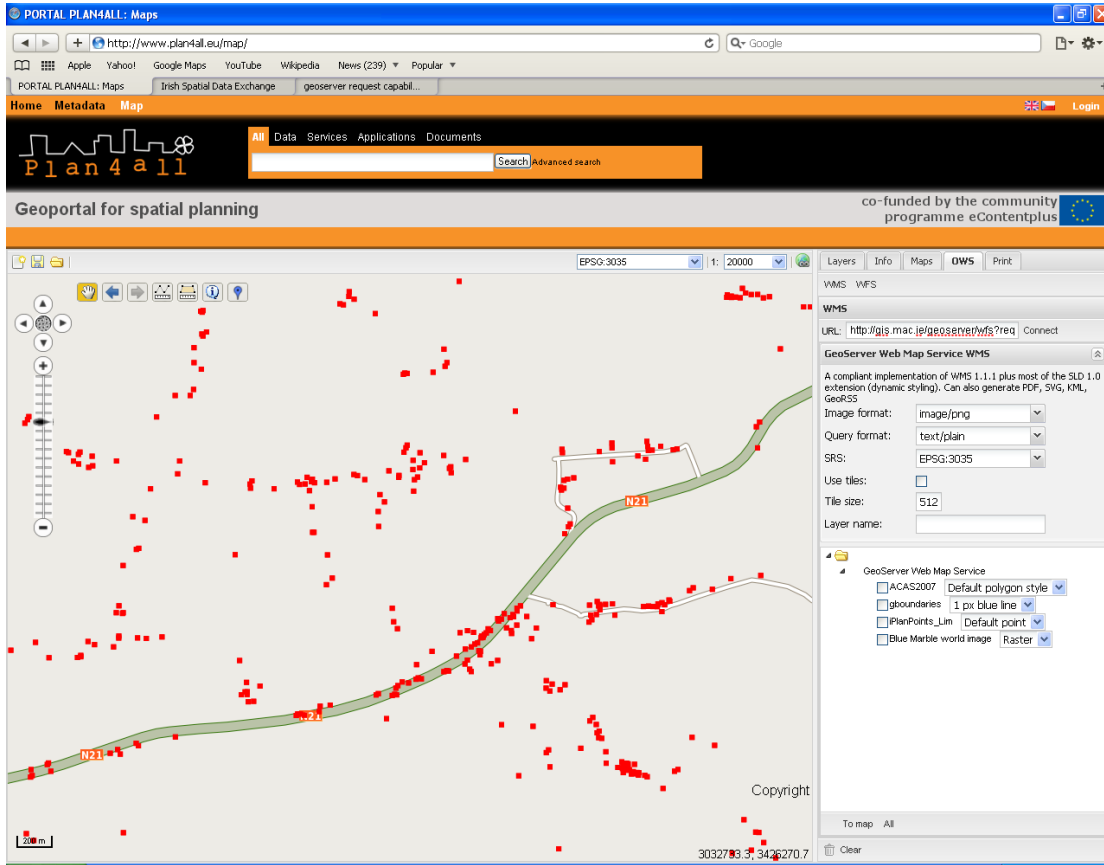 PORTAL PLAN4ALL: Maps
http://www.plan4all.eu/map/
Google
Apple Yahoo! Google Maps YouTube Wikipedia News (239) Popular
PORTAL PLAN4ALL: Maps Irish Spatial Data Exchange geoserver request capabil...
Home Metadata Map Login
All Data Services Applications Documents
Plan4all
Search Advanced search
Geoportal for spatial planning
co-funded by the community
programme eContentplus
EPSG:3035 1: 20000
Layers Info Maps OWS Print
WMS WFS
WMS
URL: http://gis.mac.ie/geoserver/wfs?req Connect
GeoServer Web Map Service WMS
A compliant implementation of WMS 1.1.1 plus most of the SLD 1.0
extension (dynamic styling). Can also generate PDF, SVG, KML,
GeoRSS
Image format: image/png
Query format: text/plain
SRS: EPSG:3035
Use tiles:
Tile size: 512
Layer name:
GeoServer Web Map Service
ACAS2007 Default polygon style
gboundaries 1 px blue line
iPlanPoints_Lim Default point
Blue Marble world image Raster
N21
N21
N21
Copyright
200 m
3032793.3, 3426270.7
To map All
Clear